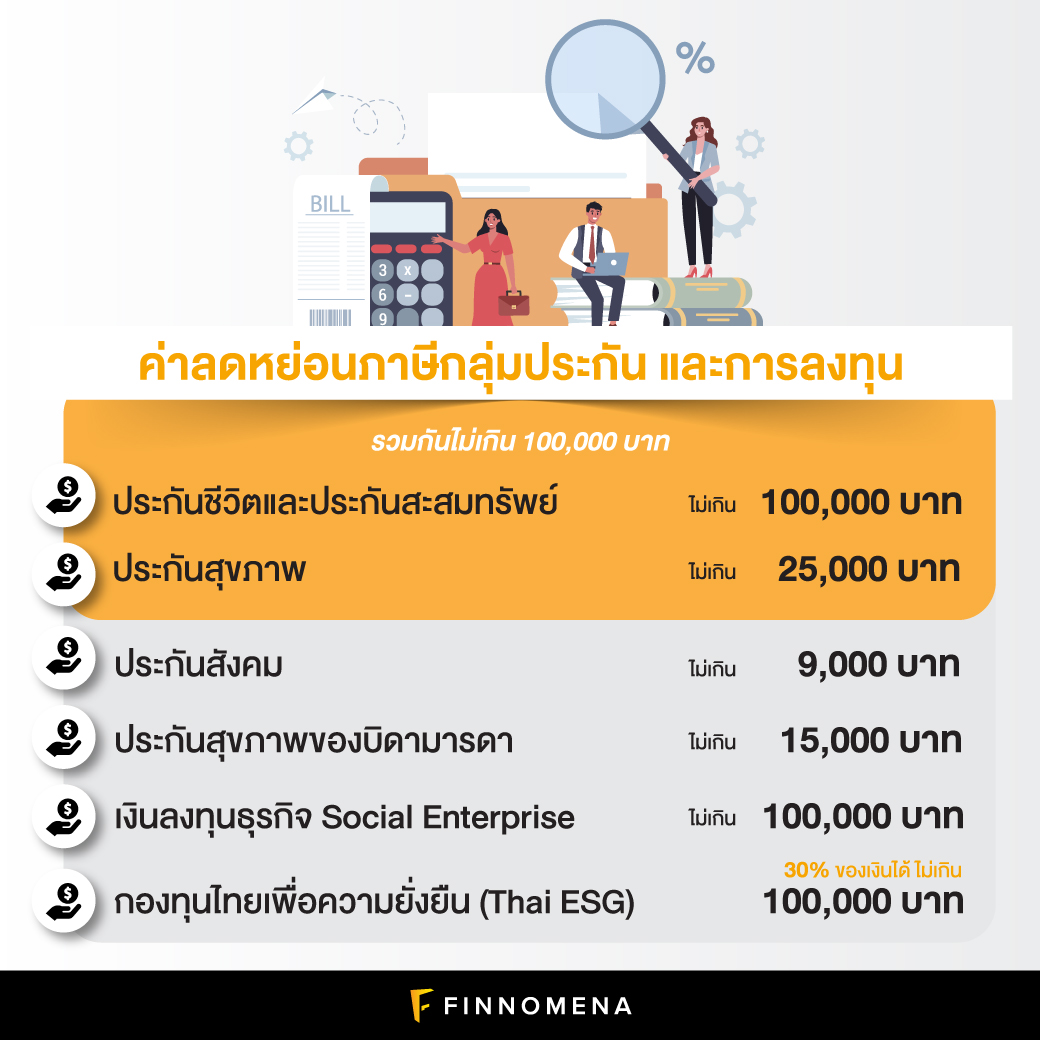 %
BILL
3 x
6 -
9
ค่าลดหย่อนภาษีกลุ่มประกัน และการลงทุน
รวมกันไม่เกิน 100,000 บาท
ประกันชีวิตและประกันสะสมทรัพย์ ไม่เกิน 100,000 บาท
ประกันสุขภาพ ไม่เกิน 25,000 บาท
ประกันสังคม ไม่เกิน 9,000 บาท
ประกันสุขภาพของบิดามารดา ไม่เกิน 15,000 บาท
เงินลงทุนธุรกิจ Social Enterprise ไม่เกิน 100,000 บาท
30% ของเงินได้ ไม่เกิน
กองทุนไทยเพื่อความยั่งยืน (Thai ESG) 100,000 บาท
FINNOMENA